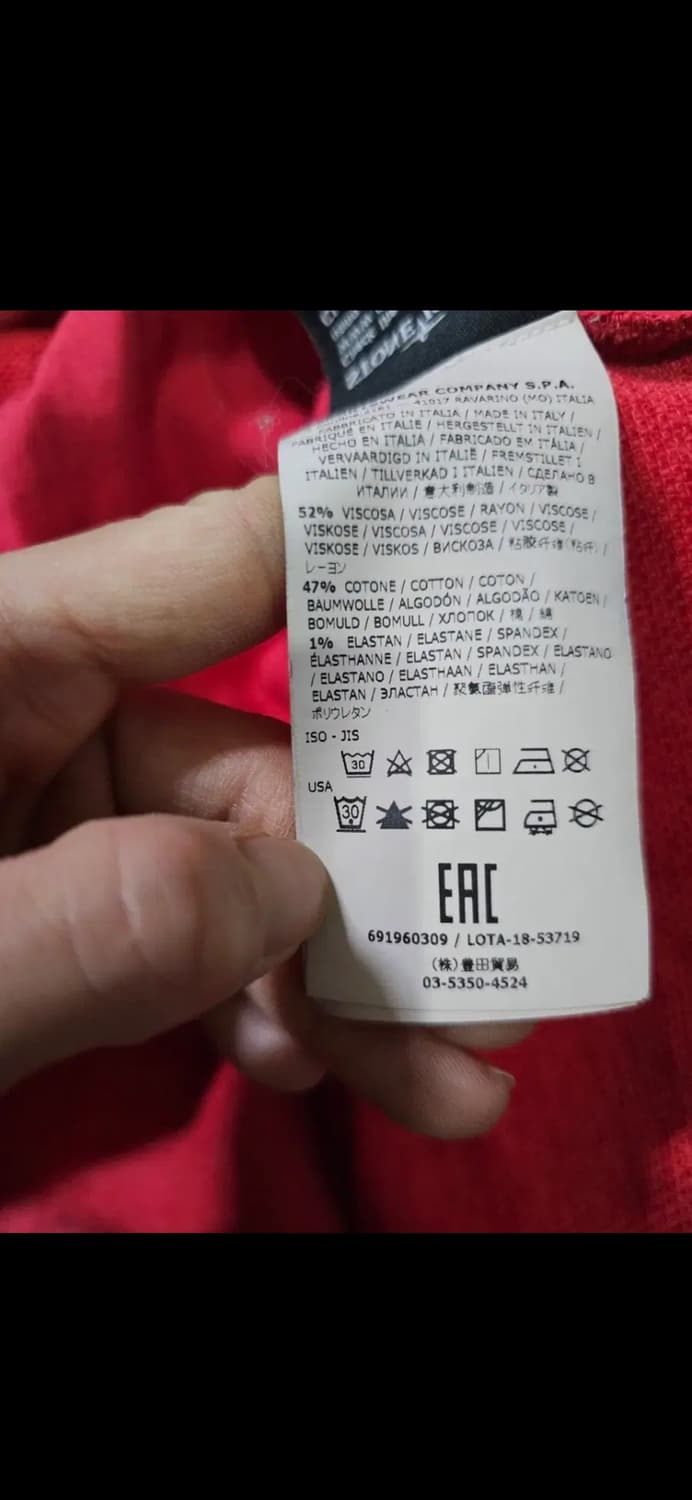 WEAR COMPANY S.P.A.
41017 RAVARINO (MO) ITALIA
FABBRICATO IN ITALIA / MADE IN ITALY /
FABRIQUÉ EN ITALIE / HERGESTELLT IN ITALIEN /
HECHO EN ITALIA / FABRICADO EM ITÁLIA /
VERVAARDIGD IN ITALIË / FREMSTILLET I
ITALIEN / TILLVERKAD I ITALIEN / СДЕЛАНО В
ИТАЛИИ / 意大利制造 / イタリア製
52% VISCOSA / VISCOSE / RAYON / VISCOSE /
VISKOSE / VISCOSA / VISCOSE / VISCOSE /
VISKOSE / VISKOS / ВИСКОЗА / 粘胶纤维(粘纤) /
レーヨン
47% COTONE / COTTON / COTON /
BAUMWOLLE / ALGODÓN / ALGODÃO / KATOEN /
BOMULD / BOMULL / ХЛОПОК / 棉 / 綿
1% ELASTAN / ELASTANE / SPANDEX /
ÉLASTHANNE / ELASTAN / SPANDEX / ELASTANO
/ ELASTANO / ELASTHAAN / ELASTHAN /
ELASTAN / ЭЛАСТАН / 聚氨酯弹性纤维 /
ポリウレタン
ISO - JIS
30
USA
30
EAC
691960309 / LOTA-18-53719
(株)豊田貿易
03-5350-4524